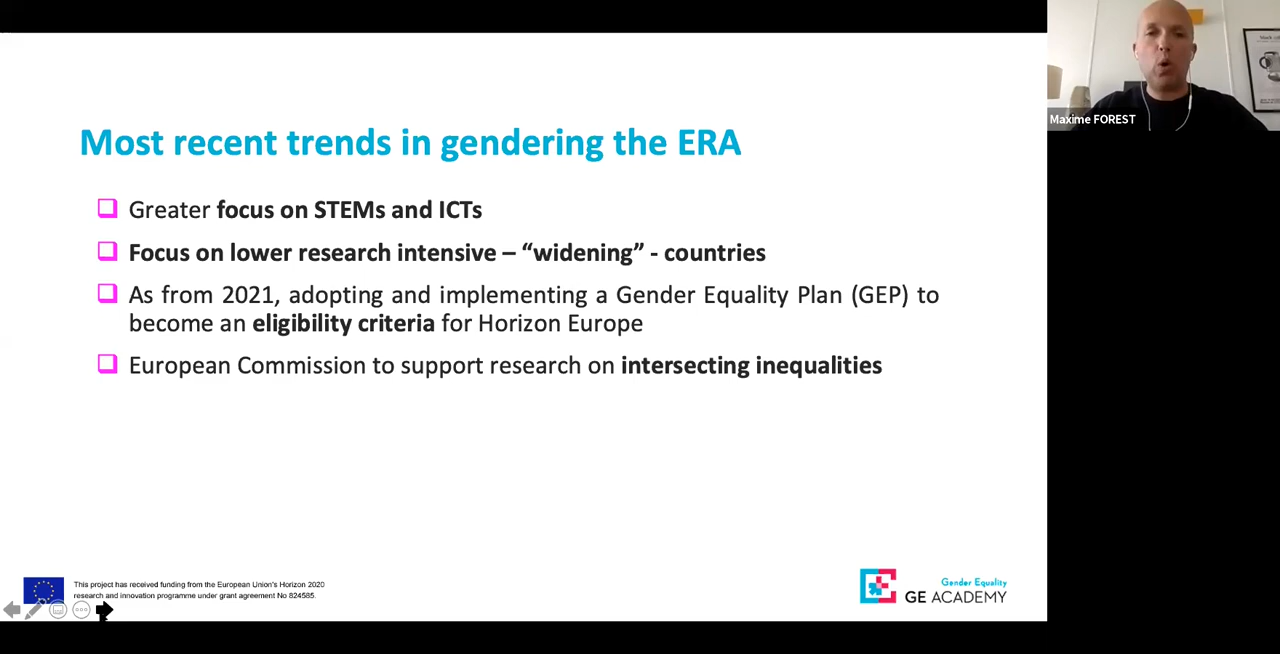 Maxime FOREST
Most recent trends in gendering the ERA
Greater focus on STEMs and ICTs
Focus on lower research intensive – “widening” - countries
As from 2021, adopting and implementing a Gender Equality Plan (GEP) to
become an eligibility criteria for Horizon Europe
European Commission to support research on intersecting inequalities
This project has received funding from the European Union's Horizon 2020
research and innovation programme under grant agreement No 824585.
Gender Equality
GE ACADEMY